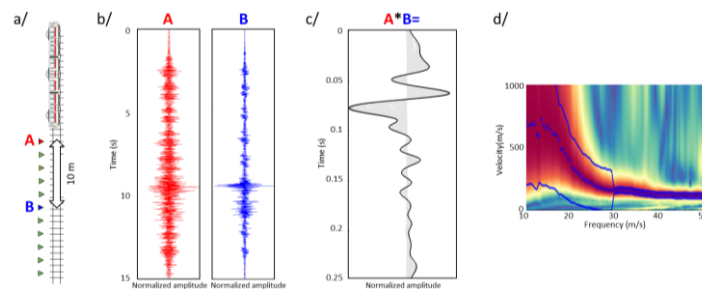 a/
A
B
10 m
b/
A
B
0
5
10
15
Time (s)
Normalized amplitude
Normalized amplitude
c/
A*B=
0
0.05
0.1
0.15
0.2
0.25
Time (s)
Normalized amplitude
d/
1000
500
0
Velocity(m/s)
10
20
30
40
50
Frequency (m/s)